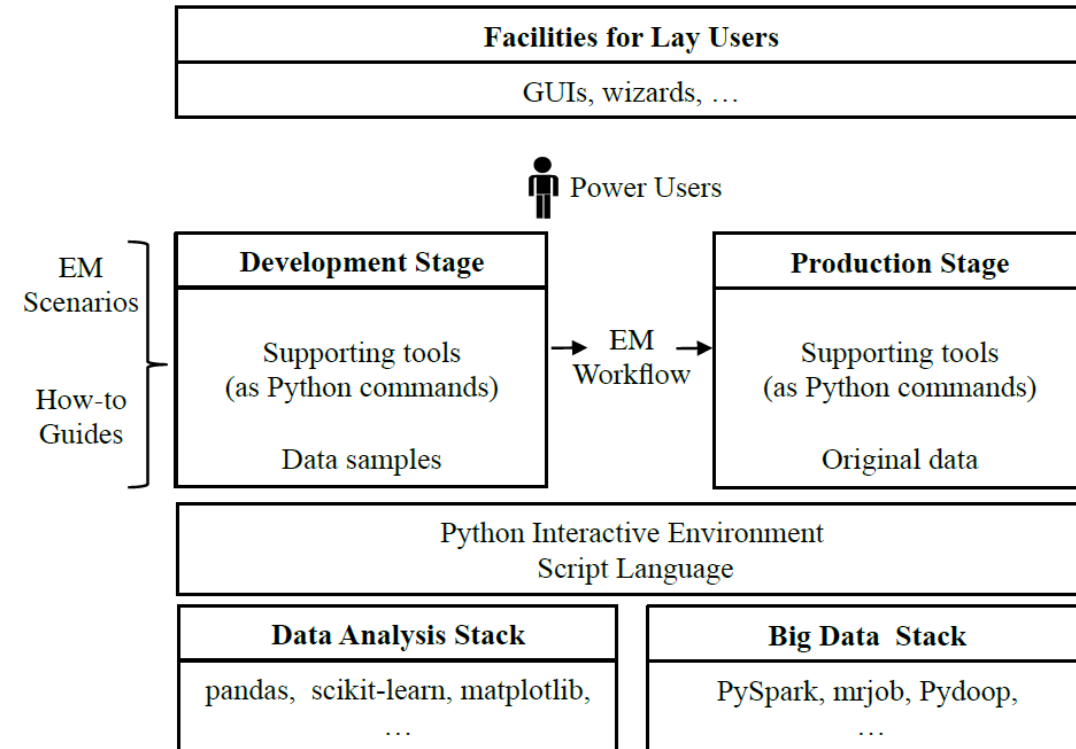 Facilities for Lay Users
GUIs, wizards, …
Power Users
EM
Scenarios
How-to
Guides
Development Stage
Supporting tools
(as Python commands)
Data samples
EM
Workflow
Production Stage
Supporting tools
(as Python commands)
Original data
Python Interactive Environment
Script Language
Data Analysis Stack
pandas, scikit-learn, matplotlib,
…
Big Data Stack
PySpark, mrjob, Pydoop,
…